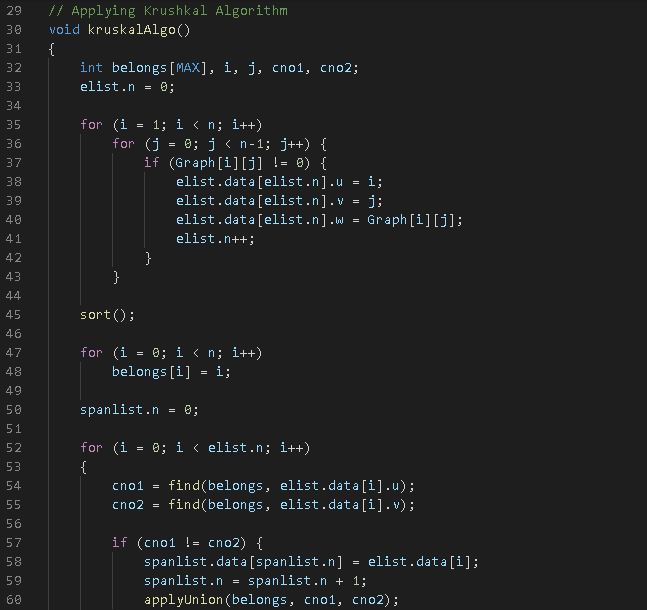 29 // Applying Krushkal Algorithm
30 void kruskalAlgo()
31 {
32     int belongs[MAX], i, j, cno1, cno2;
33     elist.n = 0;
34
35     for (i = 1; i < n; i++)
36         for (j = 0; j < n-1; j++) {
37             if (Graph[i][j] != 0) {
38                 elist.data[elist.n].u = i;
39                 elist.data[elist.n].v = j;
40                 elist.data[elist.n].w = Graph[i][j];
41                 elist.n++;
42             }
43         }
44
45     sort();
46
47     for (i = 0; i < n; i++)
48         belongs[i] = i;
49
50     spanlist.n = 0;
51
52     for (i = 0; i < elist.n; i++)
53     {
54         cno1 = find(belongs, elist.data[i].u);
55         cno2 = find(belongs, elist.data[i].v);
56
57         if (cno1 != cno2) {
58             spanlist.data[spanlist.n] = elist.data[i];
59             spanlist.n = spanlist.n + 1;
60             applyUnion(belongs, cno1, cno2);